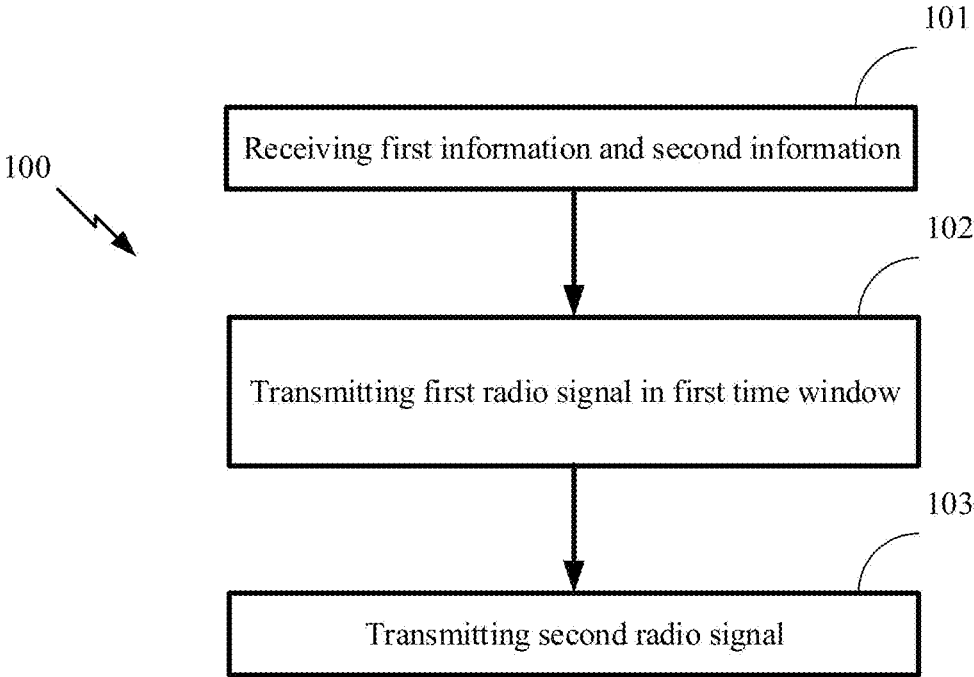 101
Receiving first information and second information
100
102
Transmitting first radio signal in first time window
103
Transmitting second radio signal